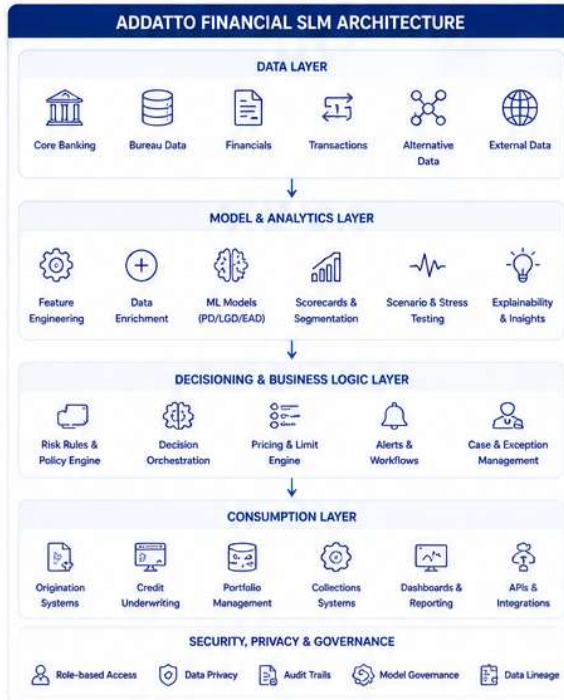 ADDATTO FINANCIAL SLM ARCHITECTURE
DATA LAYER
Core Banking
Bureau Data
Financials
Transactions
Alternative
Data
External Data
MODEL & ANALYTICS LAYER
Feature
Engineering
Data
Enrichment
ML Models
(PD/LGD/EAD)
Scorecards &
Segmentation
Scenario & Stress
Testing
Explainability
& Insights
DECISIONING & BUSINESS LOGIC LAYER
Risk Rules &
Policy Engine
Decision
Orchestration
Pricing & Limit
Engine
Alerts &
Workflows
Case & Exception
Management
CONSUMPTION LAYER
Origination
Systems
Credit
Underwriting
Portfolio
Management
Collections
Systems
Dashboards &
Reporting
APIs &
Integrations
SECURITY, PRIVACY & GOVERNANCE
Role-based Access
Data Privacy
Audit Trails
Model Governance
Data Lineage